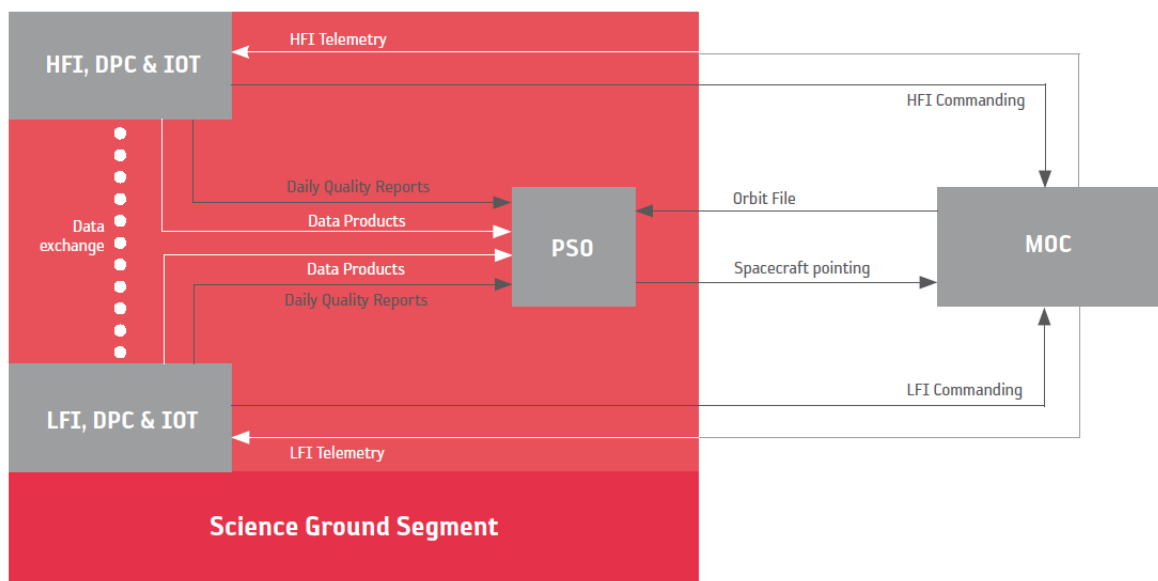 HFI Telemetry
HFI, DPC & IOT
HFI Commanding
Daily Quality Reports
Orbit File
Data Products
Data
exchange
PSO
MOC
Data Products
Spacecraft pointing
Daily Quality Reports
LFI Commanding
LFI, DPC & IOT
LFI Telemetry
Science Ground Segment